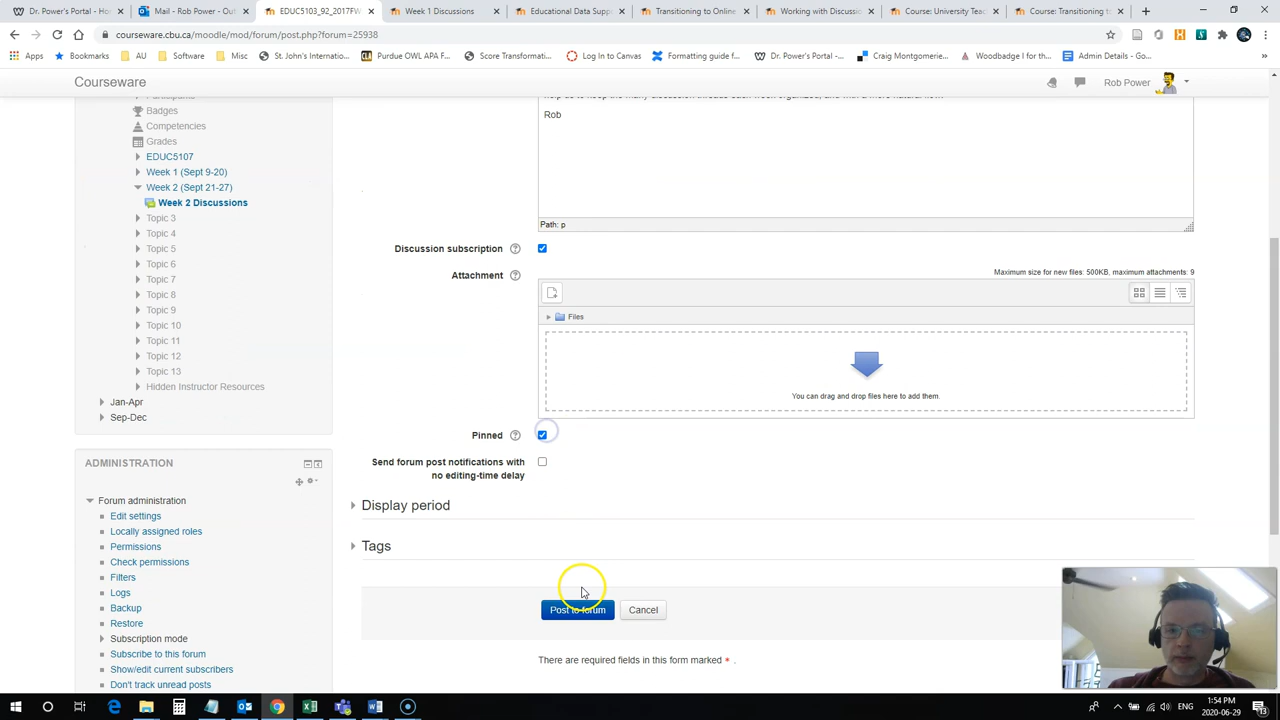 Dr. Power's Portal - Ho
Mail - Rob Power - Out
EDUC5103_92_2017FW
Week 1 Discussions
Educational Data Supp
Transitioning to Online
Working with Discussio
Course: University Teac
Course: Transitioning to
courseware.cbu.ca/moodle/mod/forum/post.php?forum=25938
Apps Bookmarks AU Software Misc St. John's Internatio... Purdue OWL APA F... Score Transformatio... Log In to Canvas Formatting guide f... Dr. Power's Portal –... Craig Montgomerie... Woodbadge I for th... Admin Details - Go...
Courseware
Rob Power
Badges
Competencies
Grades
EDUC5107
Week 1 (Sept 9-20)
Week 2 (Sept 21-27)
Week 2 Discussions
Topic 3
Topic 4
Topic 5
Topic 6
Topic 7
Topic 8
Topic 9
Topic 10
Topic 11
Topic 12
Topic 13
Hidden Instructor Resources
Jan-Apr
Sep-Dec
ADMINISTRATION
Forum administration
Edit settings
Locally assigned roles
Permissions
Check permissions
Filters
Logs
Backup
Restore
Subscription mode
Subscribe to this forum
Show/edit current subscribers
Don't track unread posts
Rob
Path: p
Discussion subscription
Attachment
Maximum size for new files: 500KB, maximum attachments: 9
Files
You can drag and drop files here to add them.
Pinned
Send forum post notifications with
no editing-time delay
Display period
Tags
Post to forum
Cancel
There are required fields in this form marked * .
ENG
1:54 PM
2020-06-29